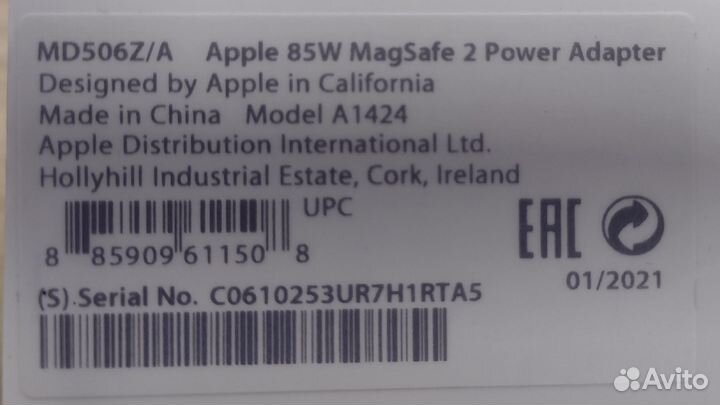 MD506Z/A Apple 85W MagSafe 2 Power Adapter
Designed by Apple in California
Made in China Model A1424
Apple Distribution International Ltd.
Hollyhill Industrial Estate, Cork, Ireland
UPC
8 85909 61150 8
EAC
01/2021
(S) Serial No. C0610253UR7H1RTA5
Avito